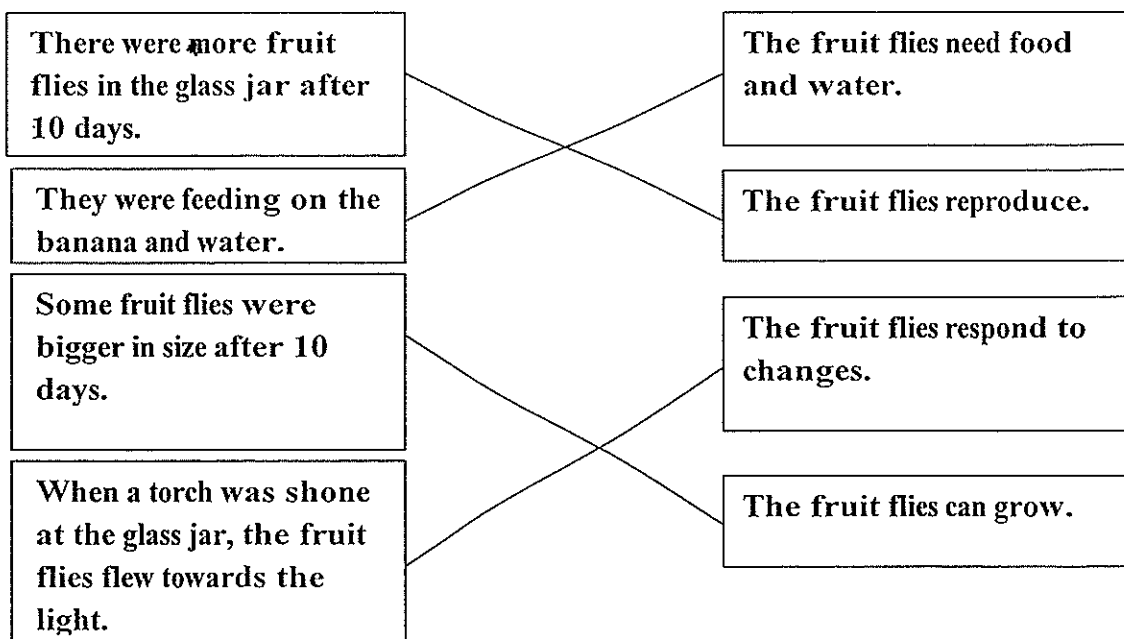 There were more fruit
flies in the glass jar after
10 days.
They were feeding on the
banana and water.
Some fruit flies were
bigger in size after 10
days.
When a torch was shone
at the glass jar, the fruit
flies flew towards the
light.
The fruit flies need food
and water.
The fruit flies reproduce.
The fruit flies respond to
changes.
The fruit flies can grow.